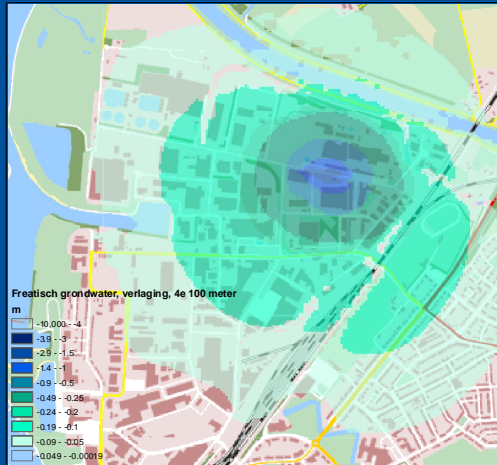 Freatisch grondwater, verlaging, 4e 100 meter
m
-10.000 - -4
-3.9 - -3
-2.9 - -1.5
-1.4 - -1
-0.9 - -0.5
-0.49 - -0.25
-0.24 - -0.2
-0.19 - -0.1
-0.09 - -0.05
-0.049 - -0.00019